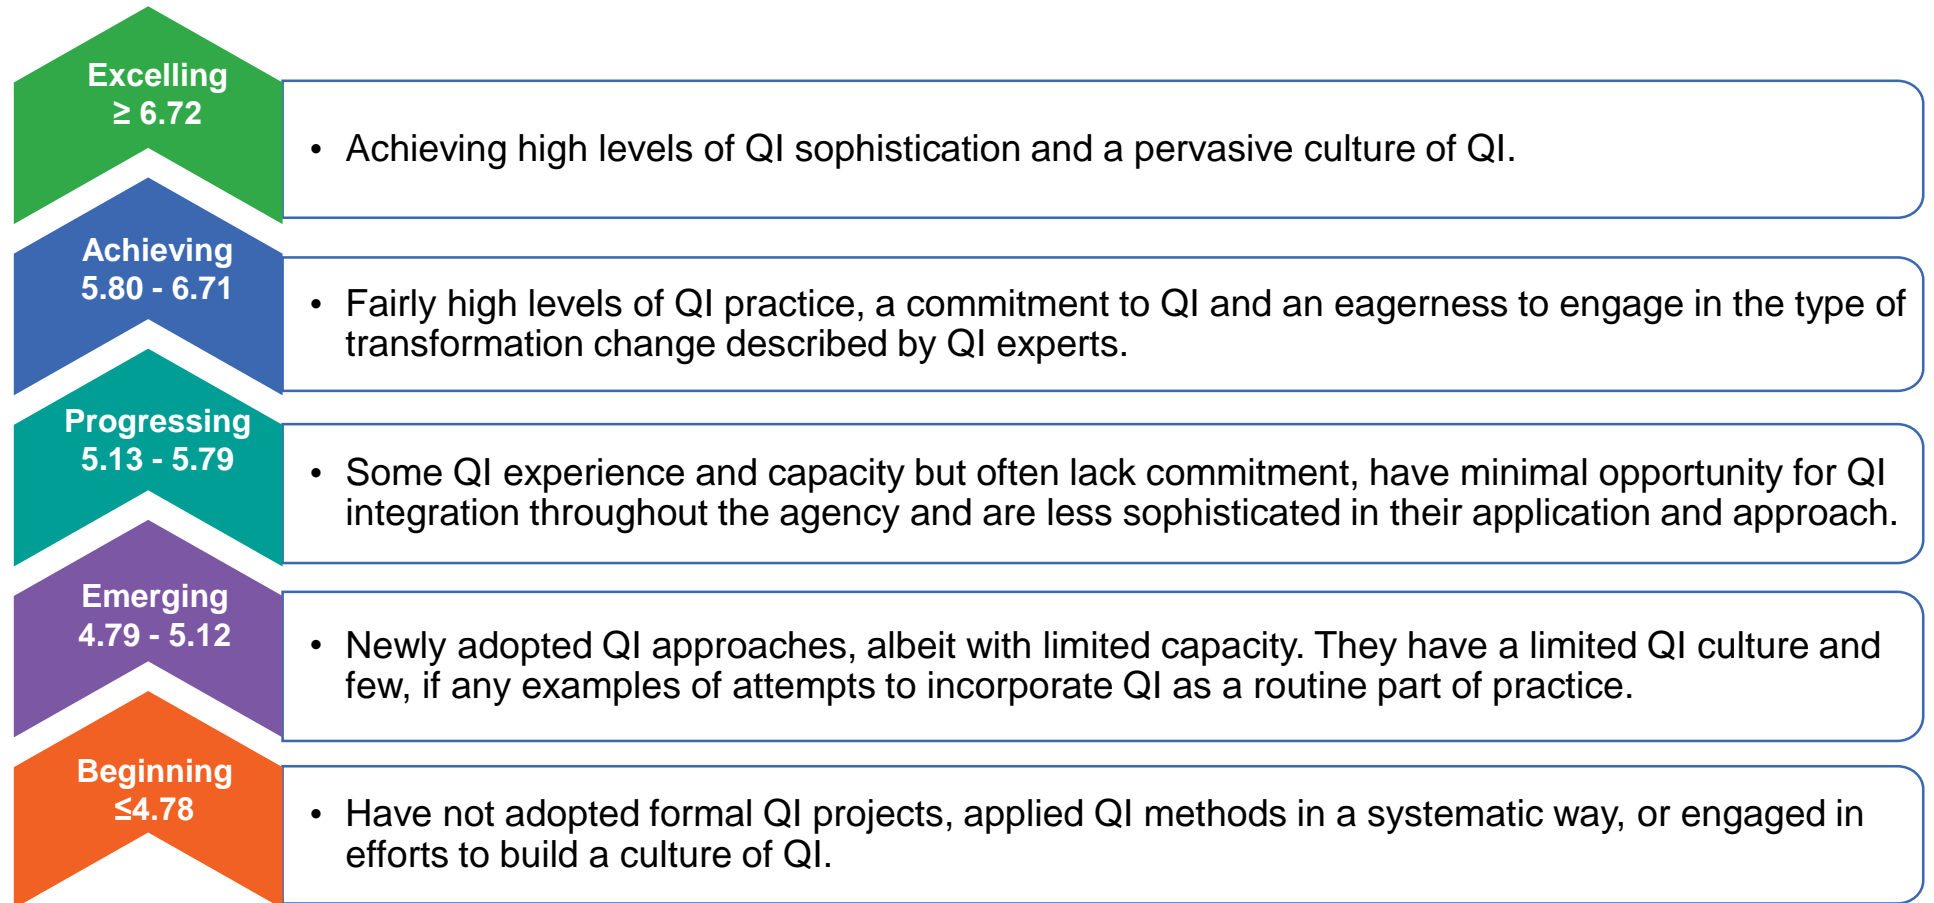 Excelling
≥ 6.72
• Achieving high levels of QI sophistication and a pervasive culture of QI.
Achieving
5.80 - 6.71
• Fairly high levels of QI practice, a commitment to QI and an eagerness to engage in the type of
transformation change described by QI experts.
Progressing
5.13 - 5.79
• Some QI experience and capacity but often lack commitment, have minimal opportunity for QI
integration throughout the agency and are less sophisticated in their application and approach.
Emerging
4.79 - 5.12
• Newly adopted QI approaches, albeit with limited capacity. They have a limited QI culture and
few, if any examples of attempts to incorporate QI as a routine part of practice.
Beginning
≤4.78
• Have not adopted formal QI projects, applied QI methods in a systematic way, or engaged in
efforts to build a culture of QI.